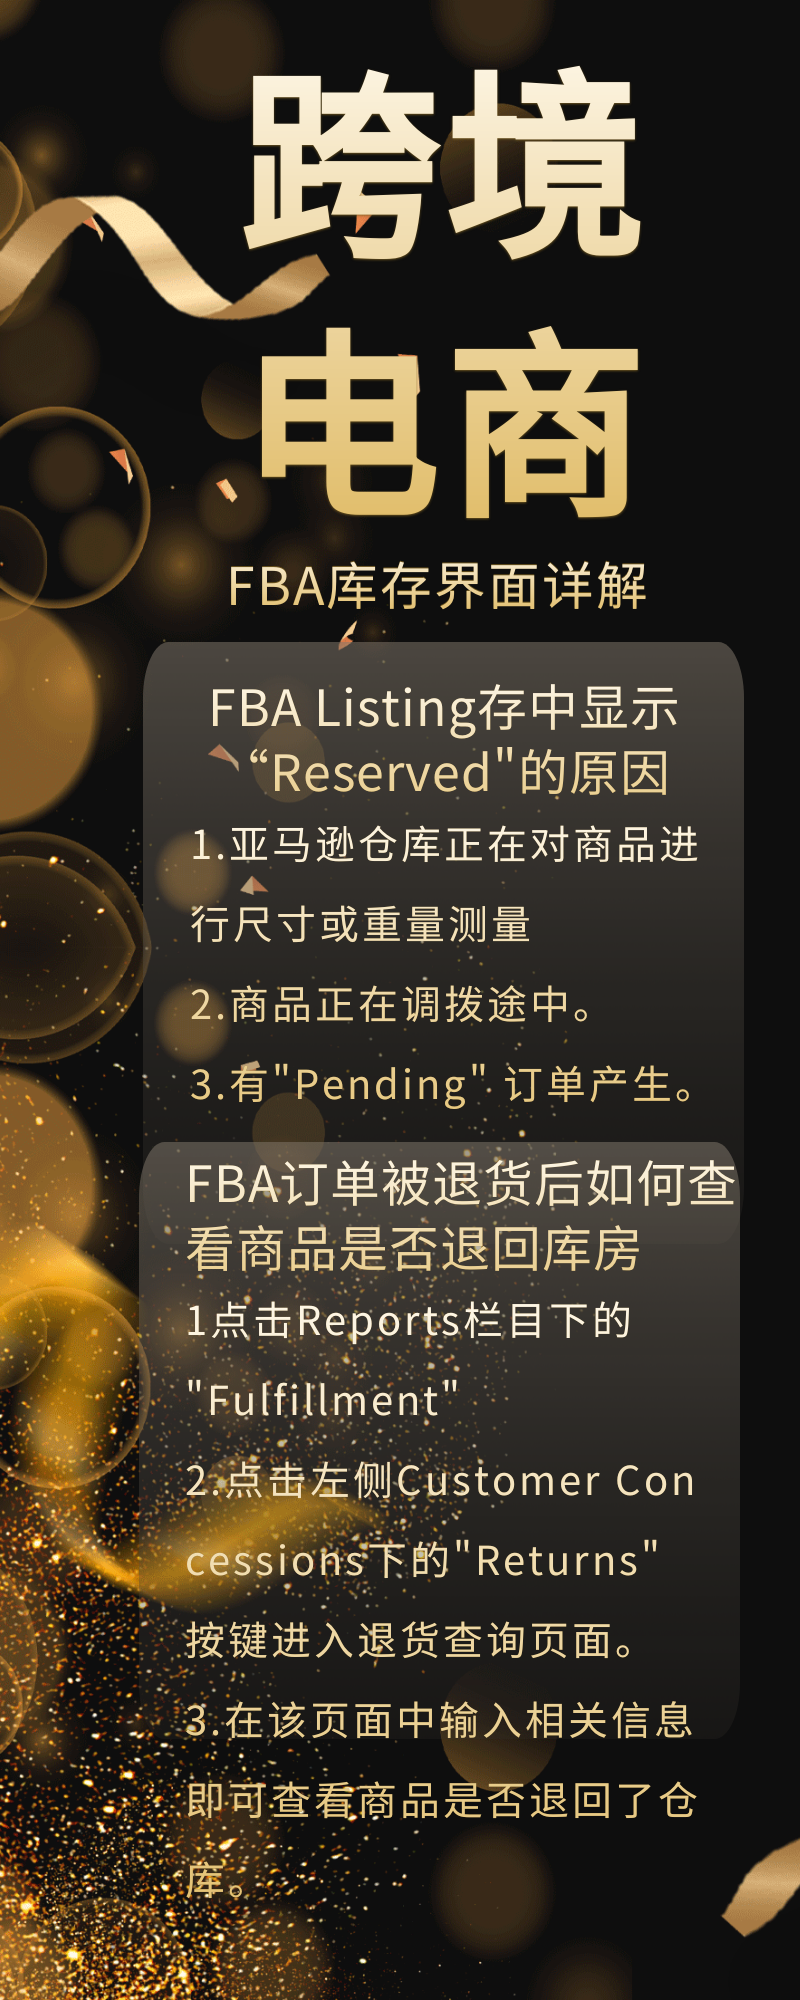 跨境
电商
FBA库存界面详解
FBA Listing存中显示
“Reserved"的原因
1.亚马逊仓库正在对商品进
行尺寸或重量测量
2.商品正在调拨途中。
3.有"Pending" 订单产生。
FBA订单被退货后如何查
看商品是否退回库房
1点击Reports栏目下的
"Fulfillment"
2.点击左侧Customer Con
cessions下的"Returns"
按键进入退货查询页面。
3.在该页面中输入相关信息
即可查看商品是否退回了仓
库。